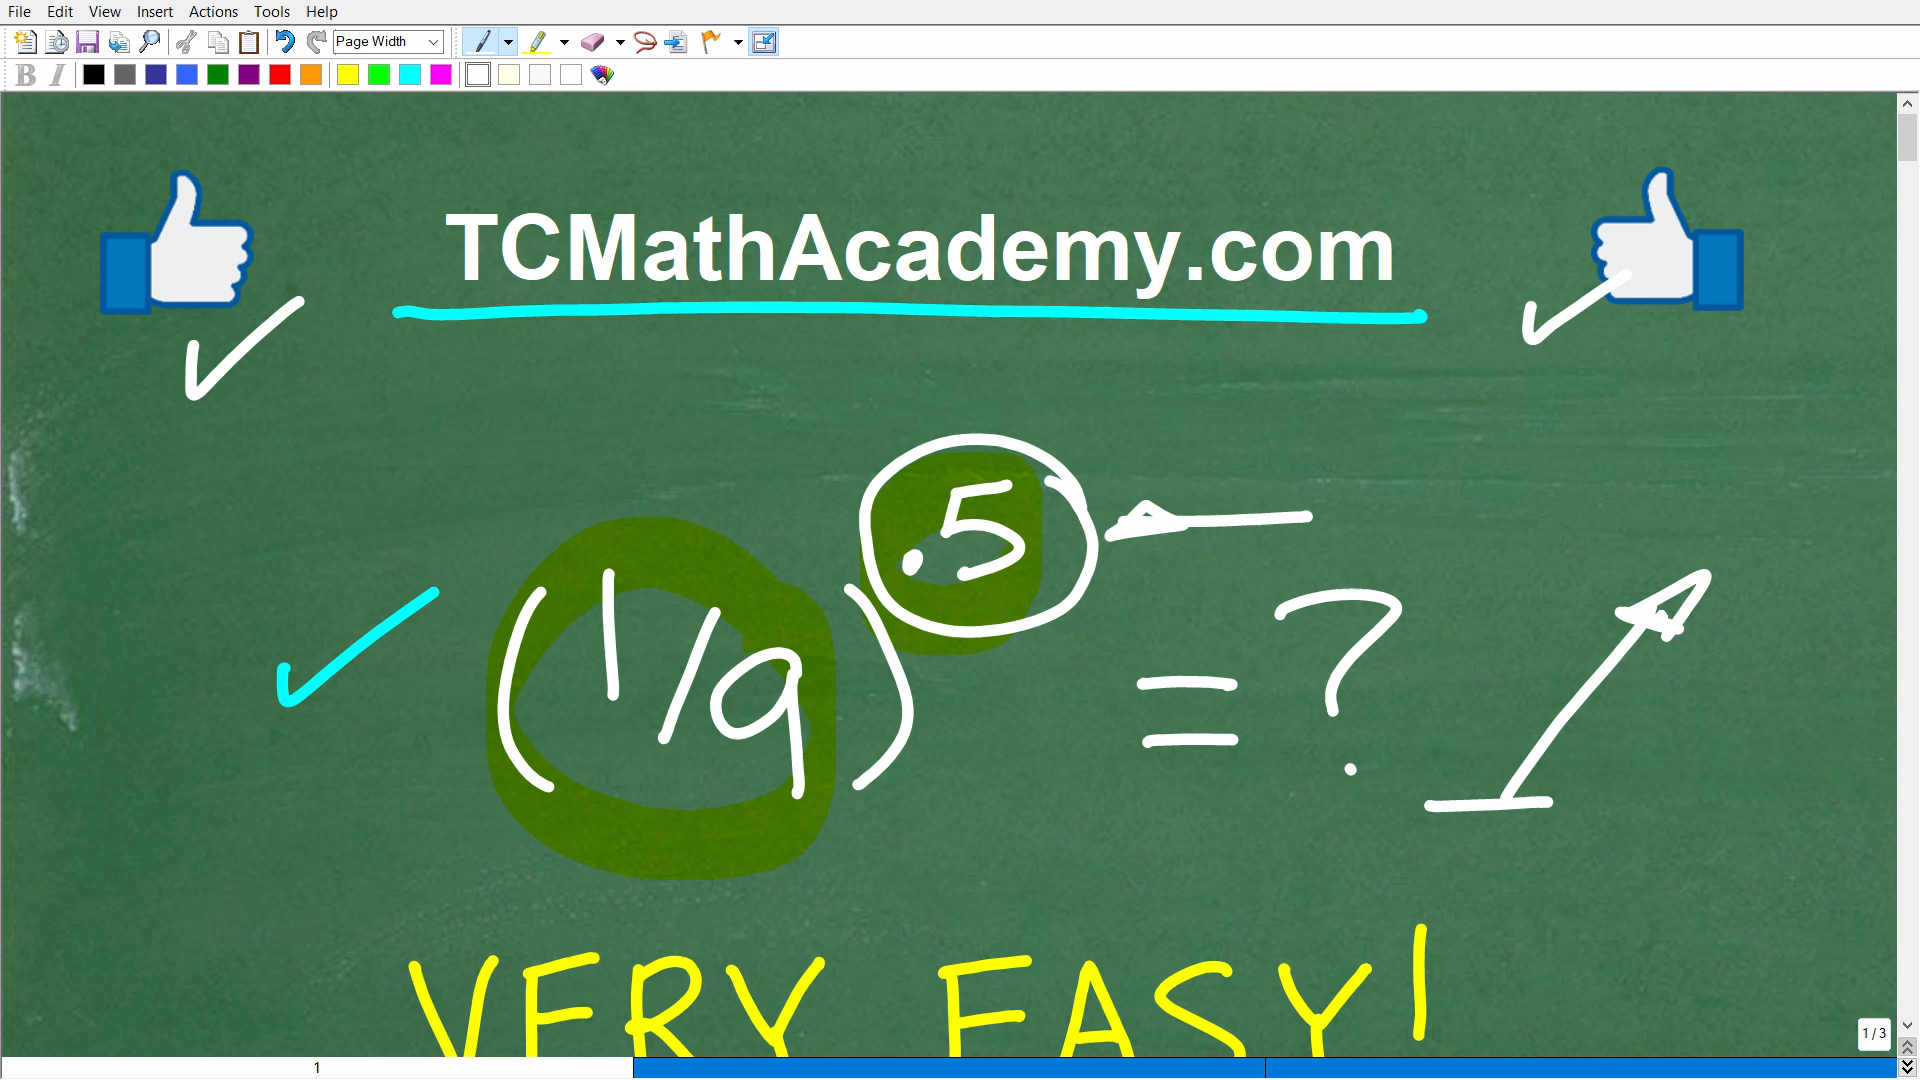 File Edit View Insert Actions Tools Help
Page Width
B I
TCMathAcademy.com
(1/9)^.5 = ?
VERY EASY!
1 / 3
1